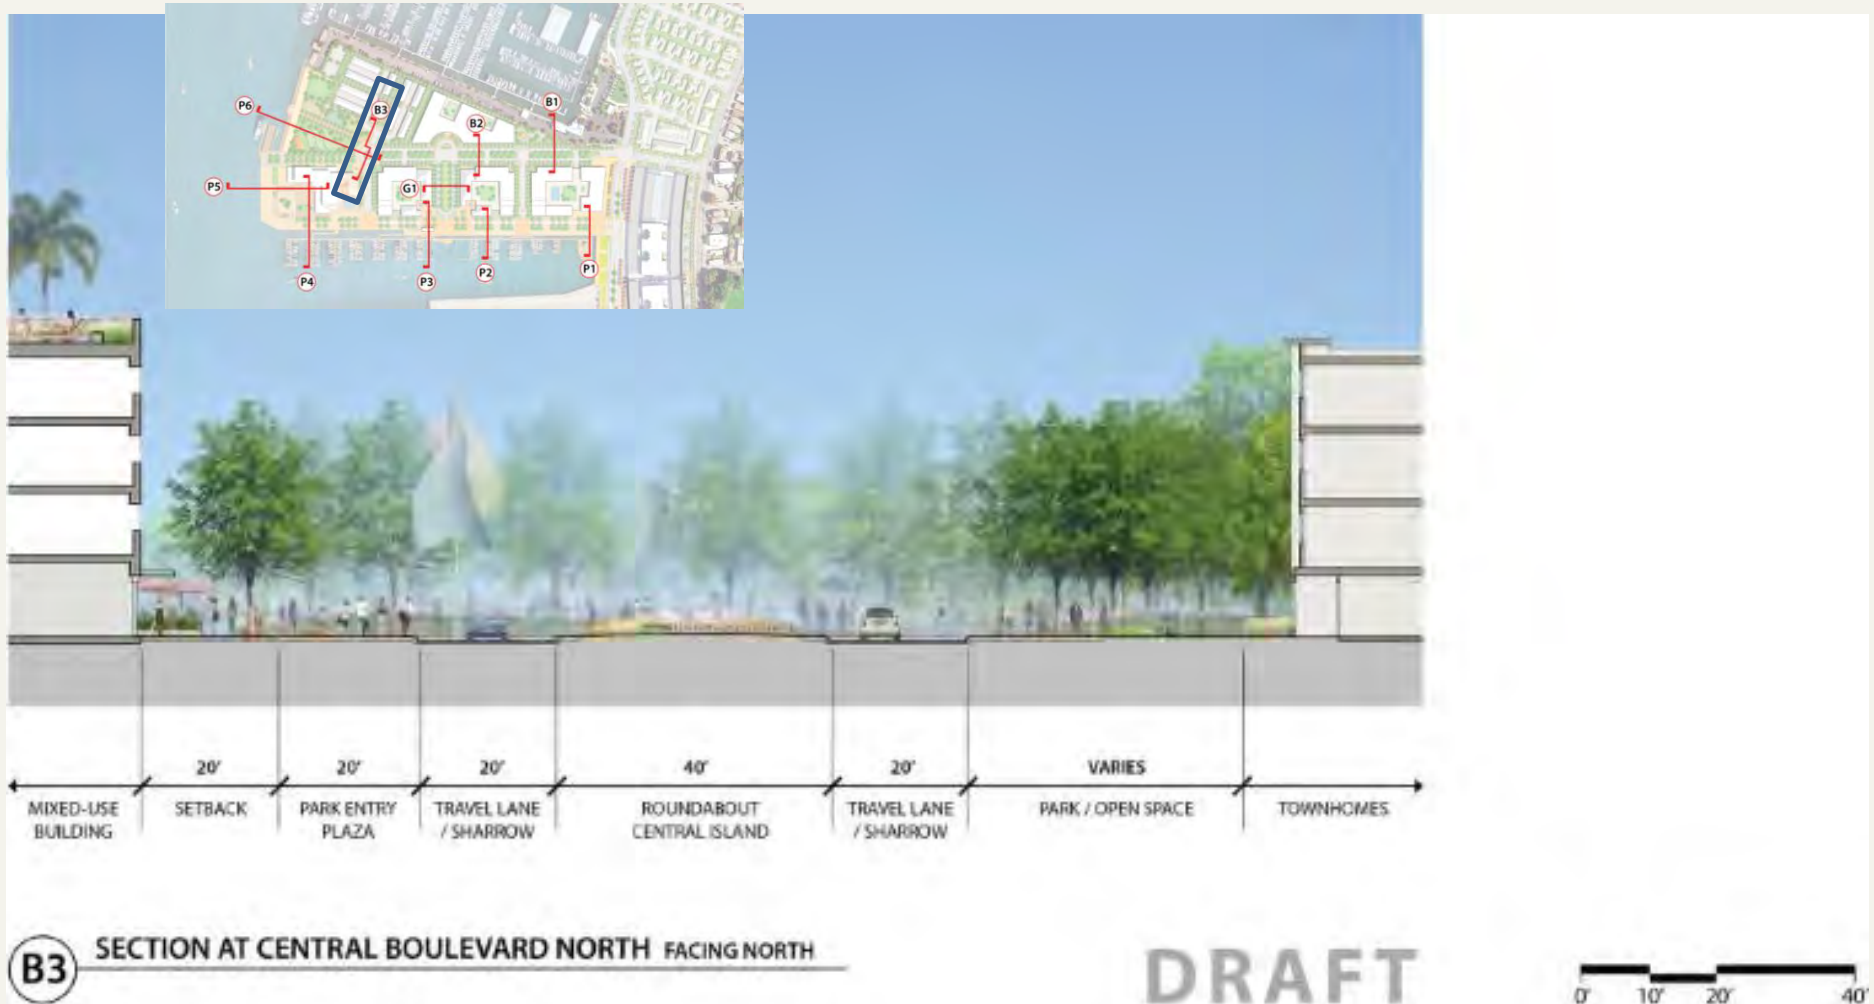 P6
B3
B1
B2
P5
G1
P4
P3
P2
P1
20'
20'
20'
40'
20'
VARIES
MIXED-USE
BUILDING
SETBACK
PARK ENTRY
PLAZA
TRAVEL LANE
/ SHARROW
ROUNDABOUT
CENTRAL ISLAND
TRAVEL LANE
/ SHARROW
PARK / OPEN SPACE
TOWNHOMES
B3 SECTION AT CENTRAL BOULEVARD NORTH FACING NORTH
DRAFT
0' 10' 20' 40'